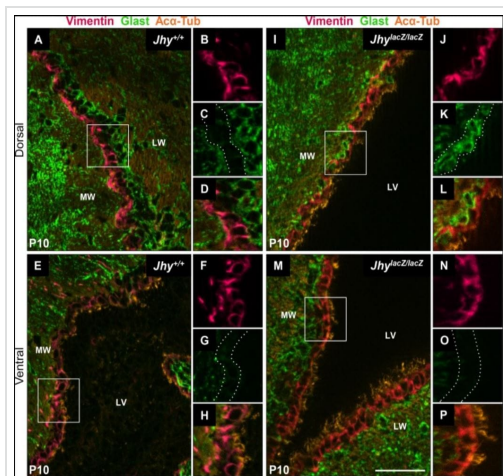 Vimentin Glast Acα-Tub Vimentin Glast Acα-Tub
A Jhy+/+ B I JhylacZ/lacZ J
Dorsal
C K
LW
MW MW
LV
D L
P10 P10
E Jhy+/+ F M JhylacZ/lacZ N
Ventral
MW LV
G O
MW
LV
H LW P
P10 P10